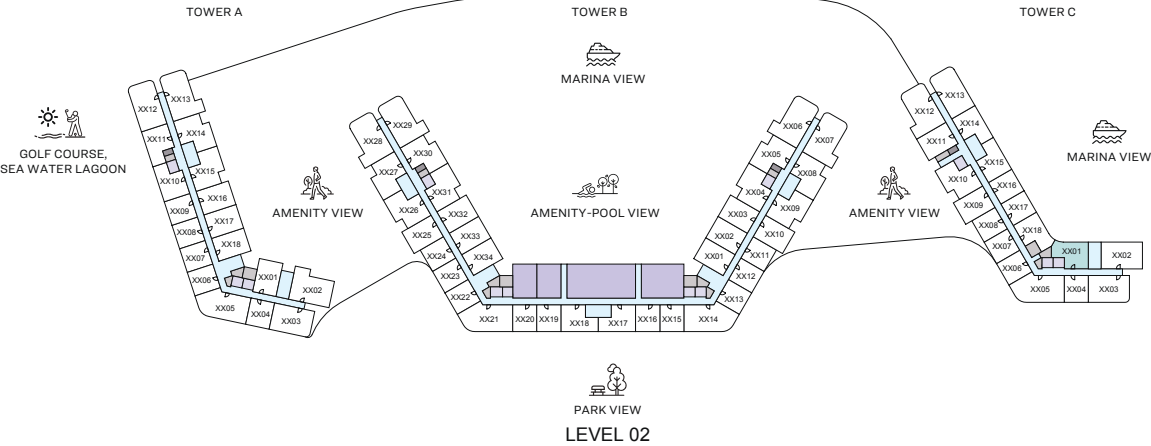 TOWER A
TOWER B
TOWER C
MARINA VIEW
GOLF COURSE,
SEA WATER LAGOON
AMENITY VIEW
AMENITY-POOL VIEW
AMENITY VIEW
MARINA VIEW
XX12
XX13
XX11
XX14
XX10
XX15
XX09
XX16
XX08
XX17
XX07
XX18
XX06
XX01
XX02
XX05
XX04
XX03
XX28
XX29
XX27
XX30
XX26
XX31
XX25
XX32
XX24
XX33
XX23
XX34
XX22
XX21
XX20
XX19
XX18
XX17
XX16
XX15
XX14
XX06
XX07
XX05
XX08
XX04
XX09
XX03
XX10
XX02
XX11
XX01
XX12
XX13
XX12
XX13
XX11
XX14
XX10
XX15
XX09
XX16
XX08
XX17
XX07
XX18
XX06
XX01
XX02
XX05
XX04
XX03
PARK VIEW
LEVEL 02